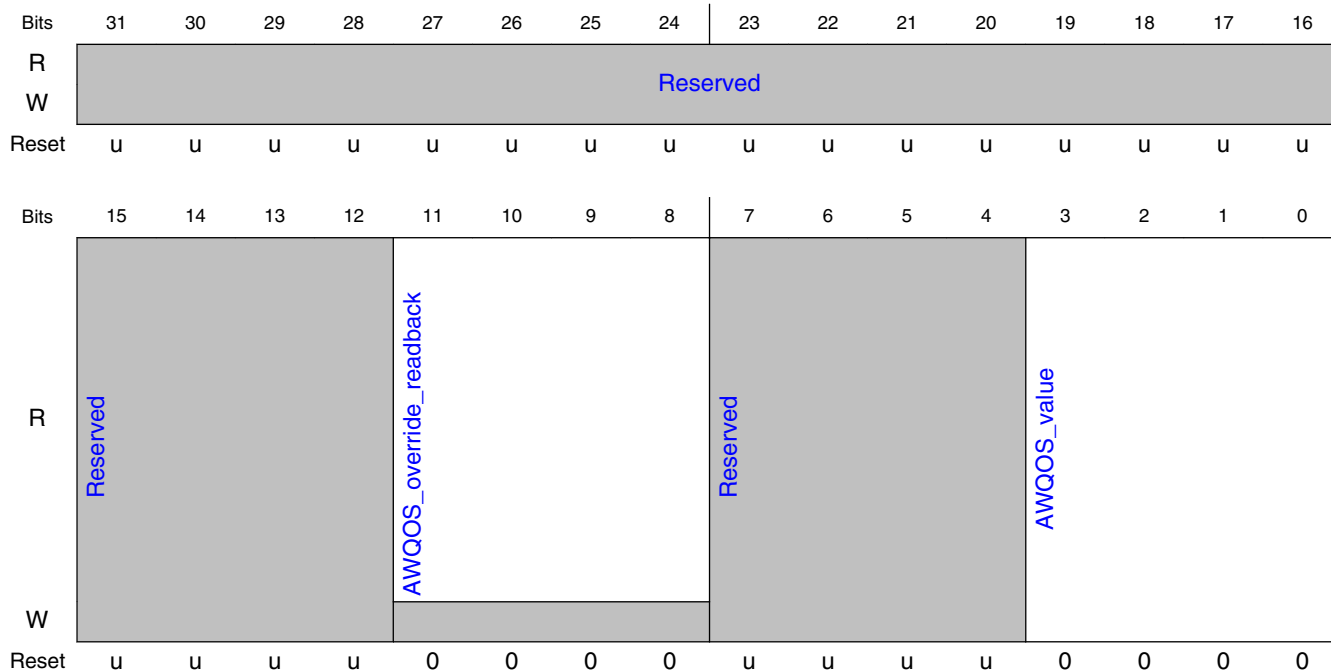 Bits 31 30 29 28 27 26 25 24 23 22 21 20 19 18 17 16
R
Reserved
W
Reset u u u u u u u u u u u u u u u u
Bits 15 14 13 12 11 10 9 8 7 6 5 4 3 2 1 0
R
Reserved
AWQOS_override_readback
Reserved
AWQOS_value
W
Reset u u u u 0 0 0 0 u u u u 0 0 0 0